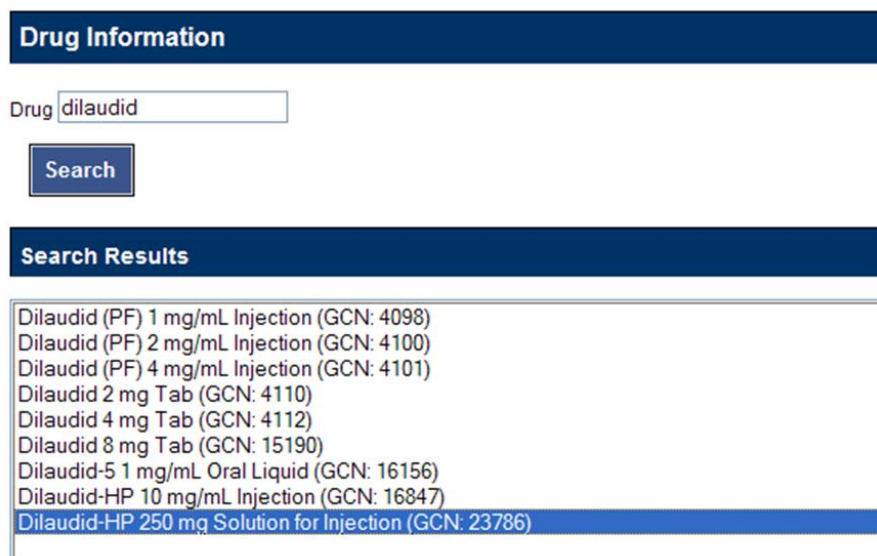 Drug Information
Drug dilaudid
Search
Search Results
Dilaudid (PF) 1 mg/mL Injection (GCN: 4098)
Dilaudid (PF) 2 mg/mL Injection (GCN: 4100)
Dilaudid (PF) 4 mg/mL Injection (GCN: 4101)
Dilaudid 2 mg Tab (GCN: 4110)
Dilaudid 4 mg Tab (GCN: 4112)
Dilaudid 8 mg Tab (GCN: 15190)
Dilaudid-5 1 mg/mL Oral Liquid (GCN: 16156)
Dilaudid-HP 10 mg/mL Injection (GCN: 16847)
Dilaudid-HP 250 mg Solution for Injection (GCN: 23786)